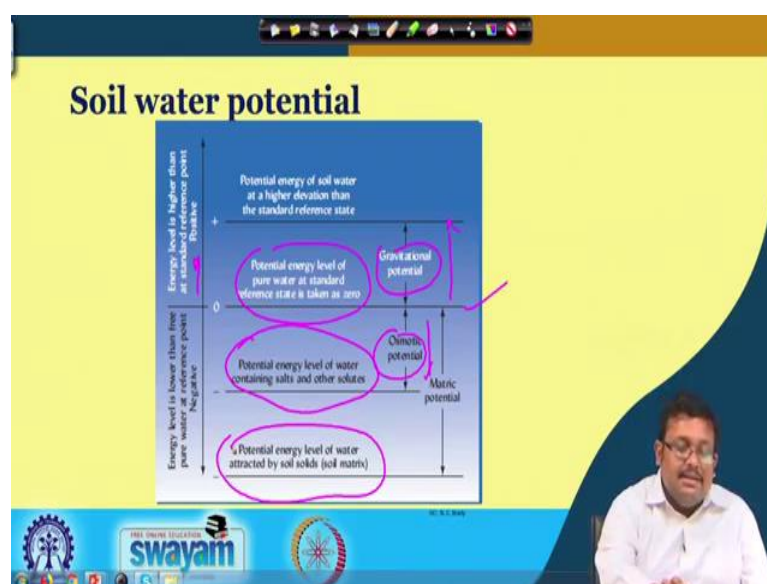 Soil water potential
Energy level is higher than
at standard reference point
Positive
Energy level is lower than free
pure water at reference point
Negative
+
Potential energy of soil water
at a higher elevation than
the standard reference state
Potential energy level of
pure water at standard
reference state is taken as zero
Gravitational
potential
0
Osmotic
potential
Potential energy level of water
containing salts and other solutes
-
Matric
potential
Potential energy level of water
attracted by soil solids (soil matrix)
-
FREE ONLINE EDUCATION
swayam